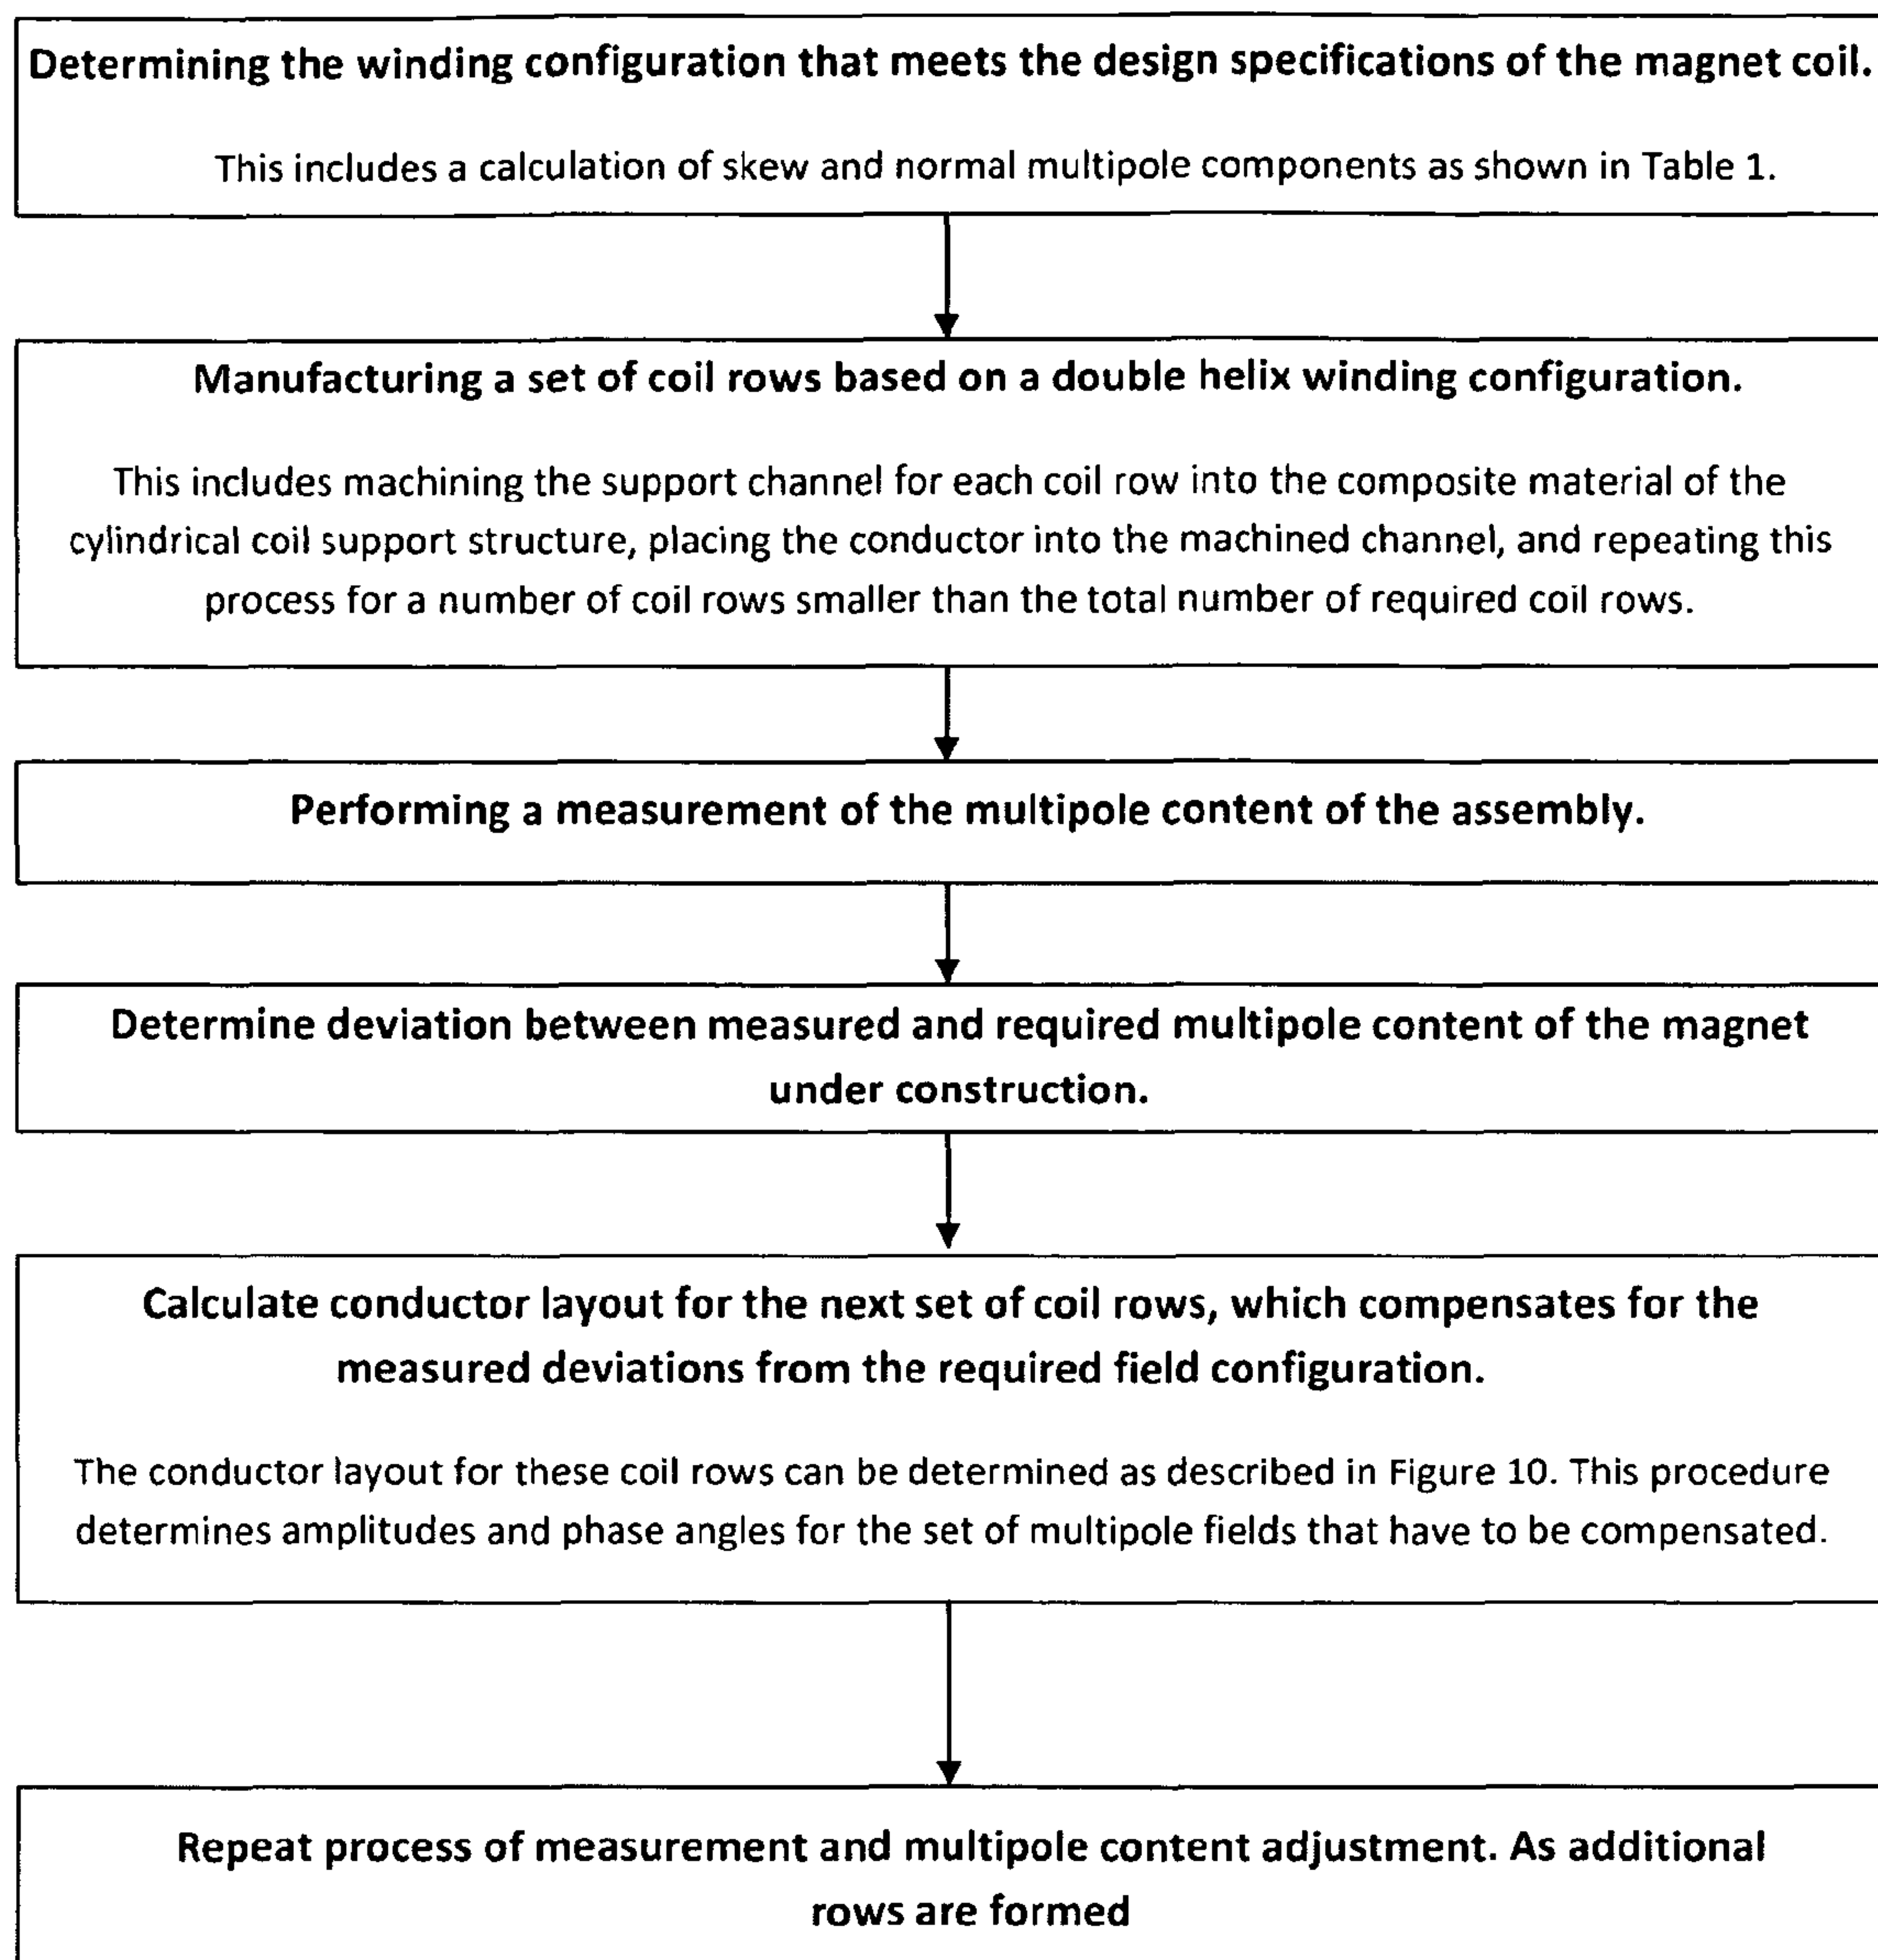 Determining the winding configuration that meets the design specifications of the magnet coil.
This includes a calculation of skew and normal multipole components as shown in Table 1.
Manufacturing a set of coil rows based on a double helix winding configuration.
This includes machining the support channel for each coil row into the composite material of the
cylindrical coil support structure, placing the conductor into the machined channel, and repeating this
process for a number of coil rows smaller than the total number of required coil rows.
Performing a measurement of the multipole content of the assembly.
Determine deviation between measured and required multipole content of the magnet
under construction.
Calculate conductor layout for the next set of coil rows, which compensates for the
measured deviations from the required field configuration.
The conductor layout for these coil rows can be determined as described in Figure 10. This procedure
determines amplitudes and phase angles for the set of multipole fields that have to be compensated.
Repeat process of measurement and multipole content adjustment. As additional
rows are formed